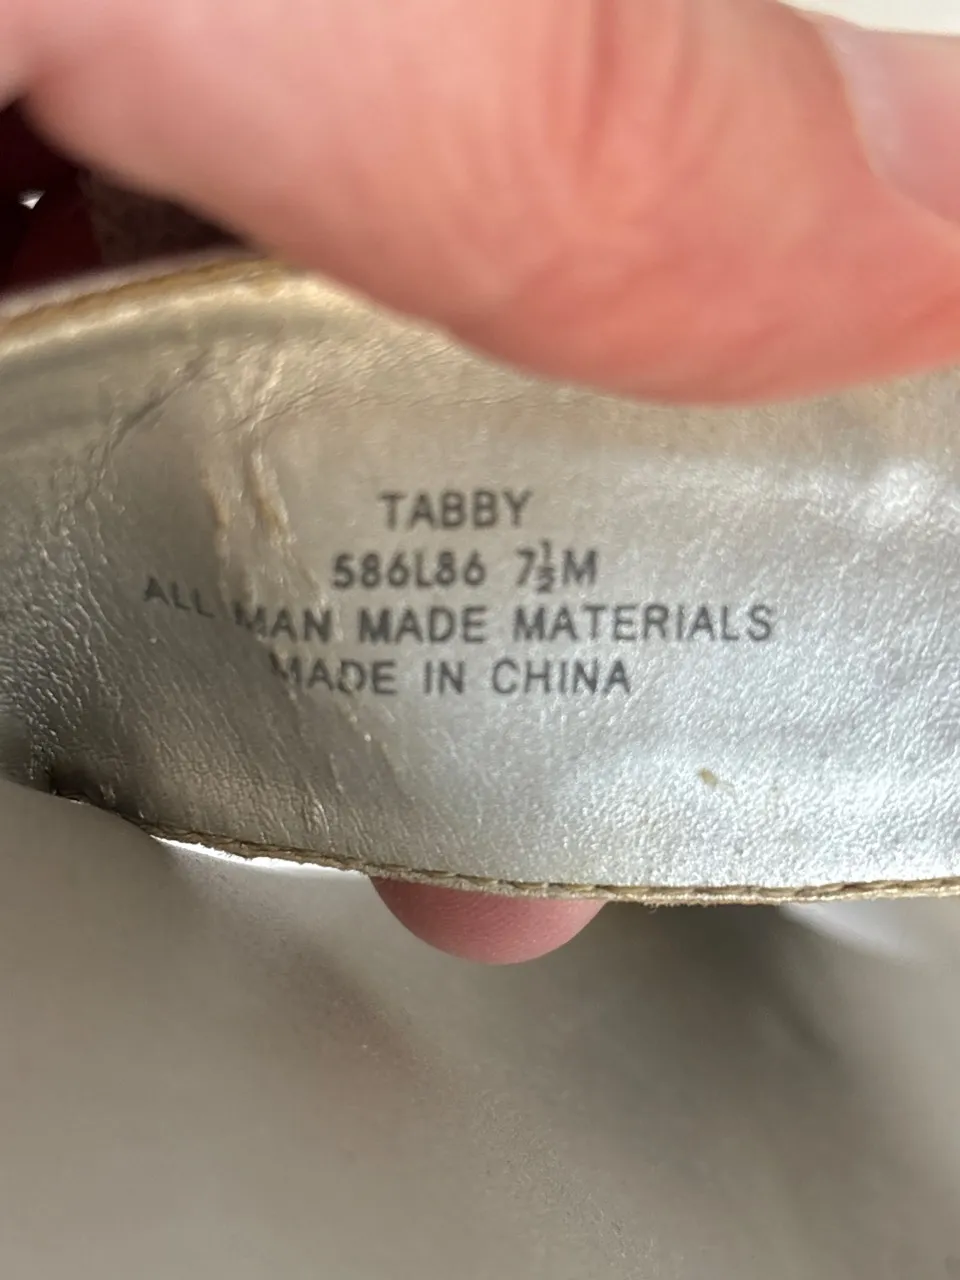 TABBY
586L86 7½M
ALL MAN MADE MATERIALS
MADE IN CHINA